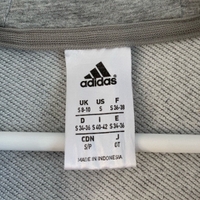 adidas
UK US F
S 8-10 S S 36-38
D I E
S 34-36 S 40-42 S 34-36
CDN J
S/P OT
MADE IN INDONESIA